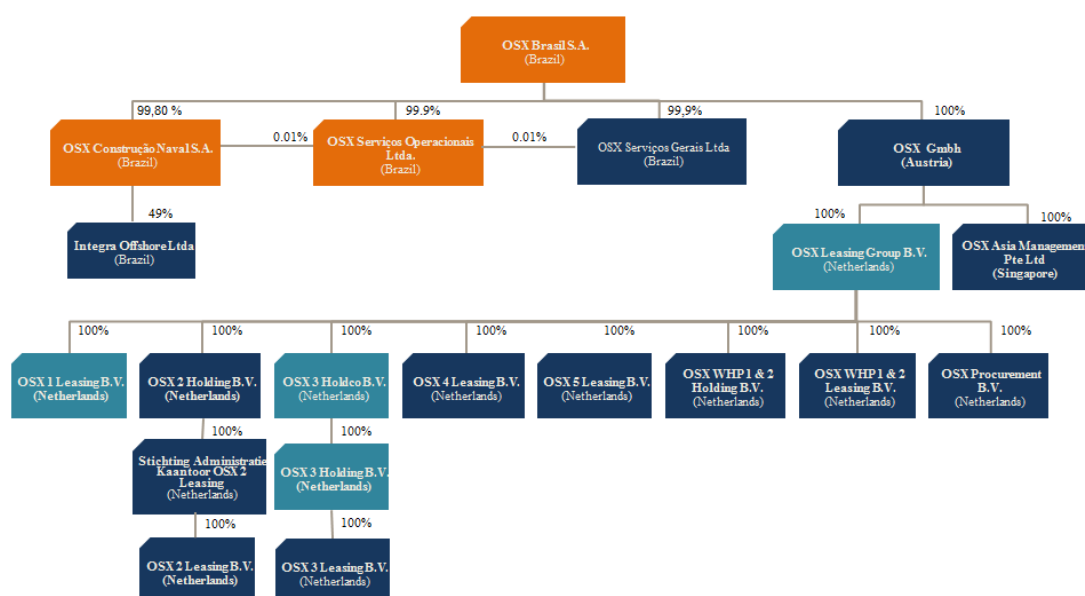 OSX Brasil S.A.
(Brazil)
99,80 %
99.9%
99,9%
100%
OSX Construção Naval S.A.
(Brazil)
0.01%
OSX Serviços Operacionais
Ltda.
(Brazil)
0.01%
OSX Serviços Gerais Ltda
(Brazil)
OSX Gmbh
(Austria)
49%
100%
100%
Integra Offshore Ltda
(Brazil)
OSX Leasing Group B.V.
(Netherlands)
OSX Asia Management
Pte Ltd
(Singapore)
100%
100%
100%
100%
100%
100%
100%
100%
OSX 1 Leasing B.V.
(Netherlands)
OSX 2 Holding B.V.
(Netherlands)
OSX 3 Holdco B.V.
(Netherlands)
OSX 4 Leasing B.V.
(Netherlands)
OSX 5 Leasing B.V.
(Netherlands)
OSX WHP 1 & 2
Holding B.V.
(Netherlands)
OSX WHP 1 & 2
Leasing B.V.
(Netherlands)
OSX Procurement
B.V.
(Netherlands)
100%
100%
Stichting Administratie
Kaantoor OSX 2
Leasing
(Netherlands)
OSX 3 Holding B.V.
(Netherlands)
100%
100%
OSX 2 Leasing B.V.
(Netherlands)
OSX 3 Leasing B.V.
(Netherlands)